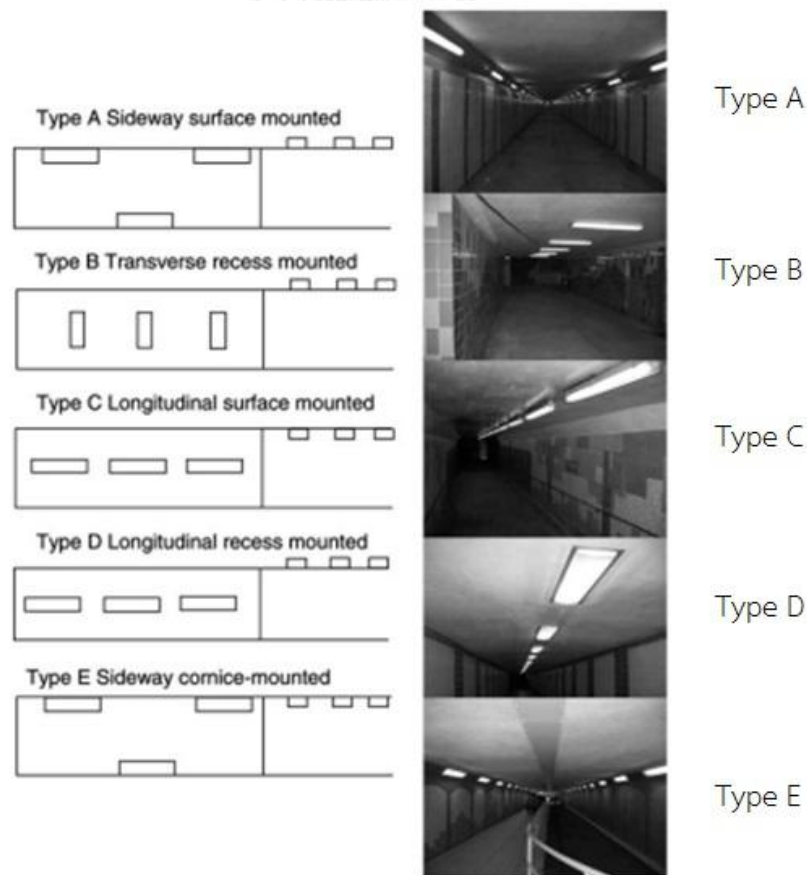 Type A Sideway surface mounted
Type A
Type B Transverse recess mounted
Type B
Type C Longitudinal surface mounted
Type C
Type D Longitudinal recess mounted
Type D
Type E Sideway cornice-mounted
Type E